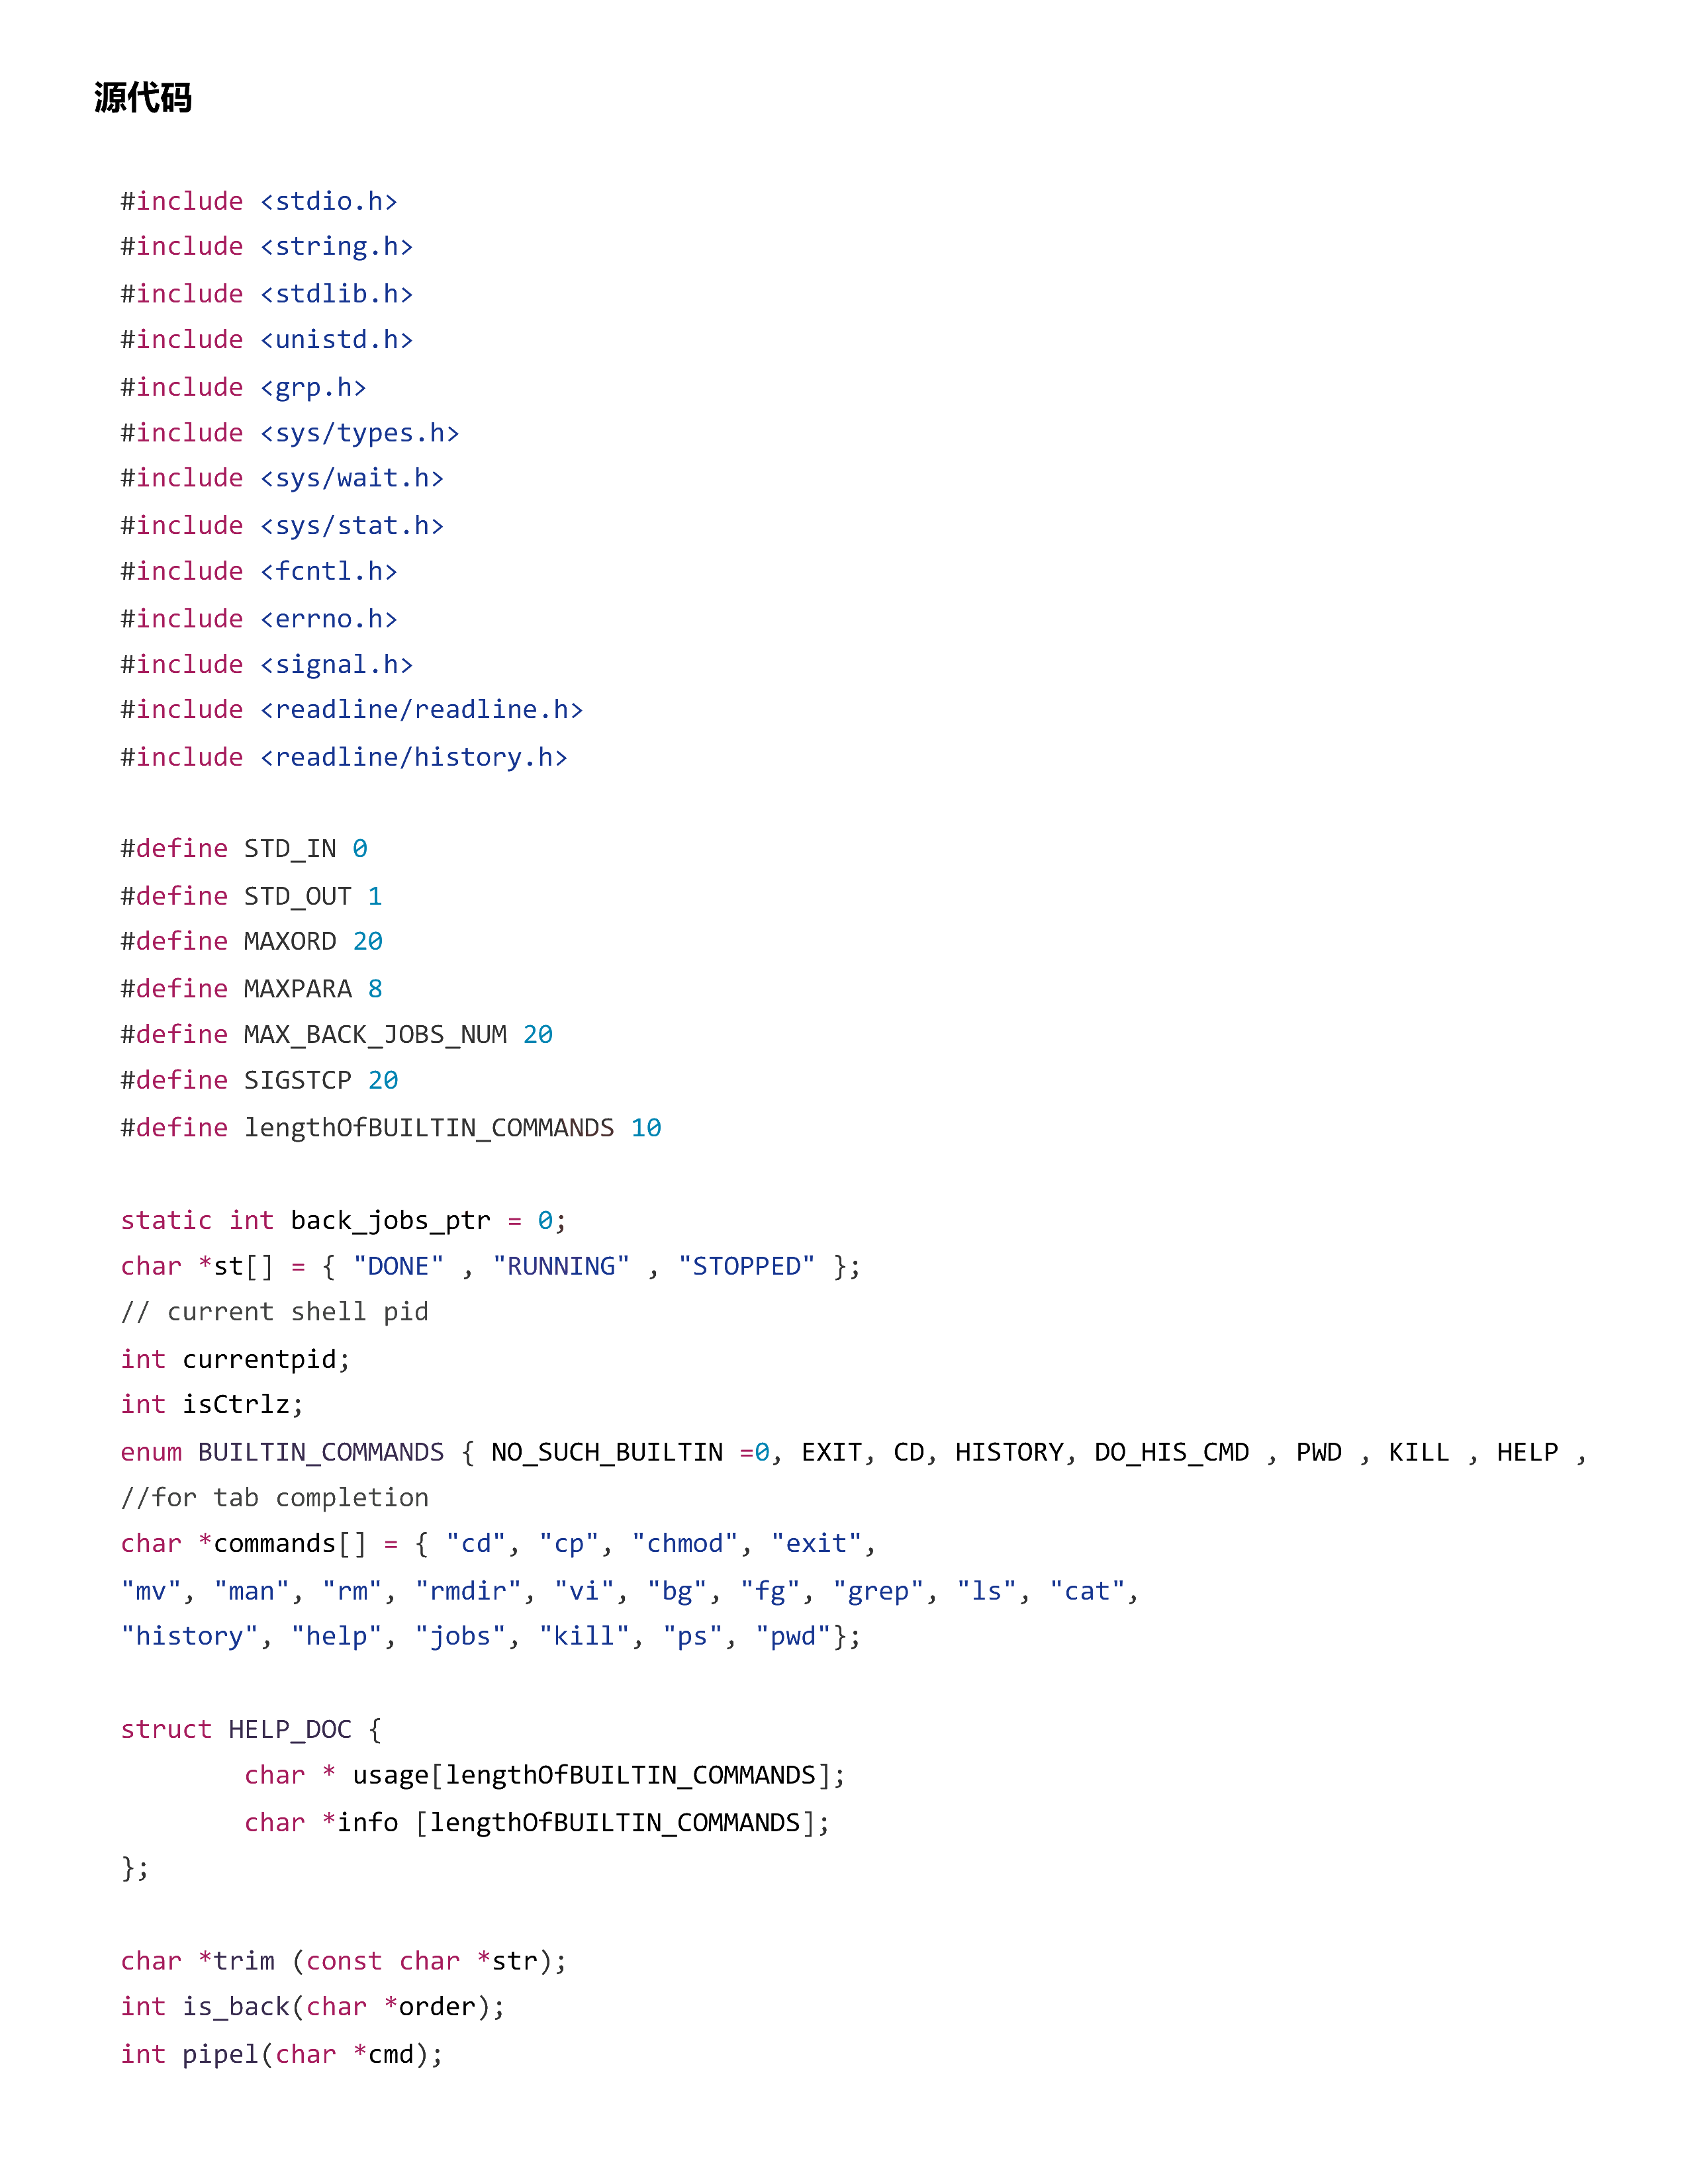 源代码
#include <stdio.h>
#include <string.h>
#include <stdlib.h>
#include <unistd.h>
#include <grp.h>
#include <sys/types.h>
#include <sys/wait.h>
#include <sys/stat.h>
#include <fcntl.h>
#include <errno.h>
#include <signal.h>
#include <readline/readline.h>
#include <readline/history.h>
#define STD_IN 0
#define STD_OUT 1
#define MAXORD 20
#define MAXPARA 8
#define MAX_BACK_JOBS_NUM 20
#define SIGSTCP 20
#define lengthOfBUILTIN_COMMANDS 10
static int back_jobs_ptr = 0;
char *st[] = { "DONE" , "RUNNING" , "STOPPED" };
// current shell pid
int currentpid;
int isCtrlz;
enum BUILTIN_COMMANDS { NO_SUCH_BUILTIN =0, EXIT, CD, HISTORY, DO_HIS_CMD , PWD , KILL , HELP ,
//for tab completion
char *commands[] = { "cd", "cp", "chmod", "exit",
"mv", "man", "rm", "rmdir", "vi", "bg", "fg", "grep", "ls", "cat",
"history", "help", "jobs", "kill", "ps", "pwd"};
struct HELP_DOC {
        char * usage[lengthOfBUILTIN_COMMANDS];
        char *info [lengthOfBUILTIN_COMMANDS];
};
char *trim (const char *str);
int is_back(char *order);
int pipel(char *cmd);